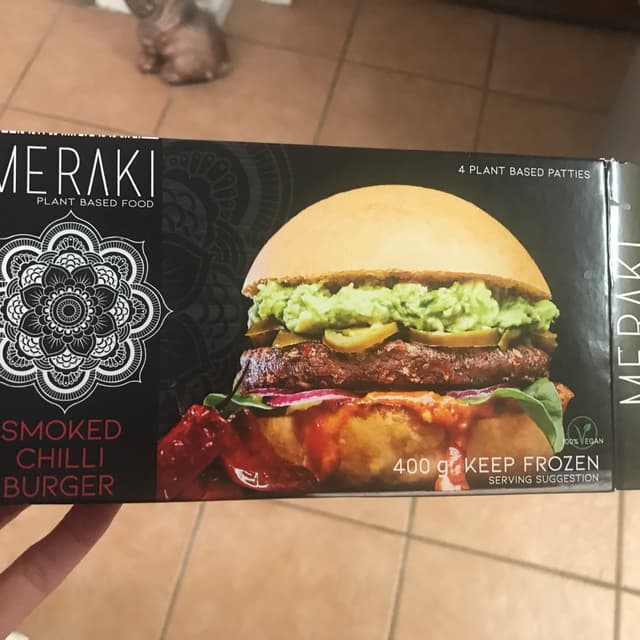 MERAKI
PLANT BASED FOOD
SMOKED
CHILLI
BURGER
4 PLANT BASED PATTIES
100% VEGAN
400 g KEEP FROZEN
SERVING SUGGESTION
MERAKI